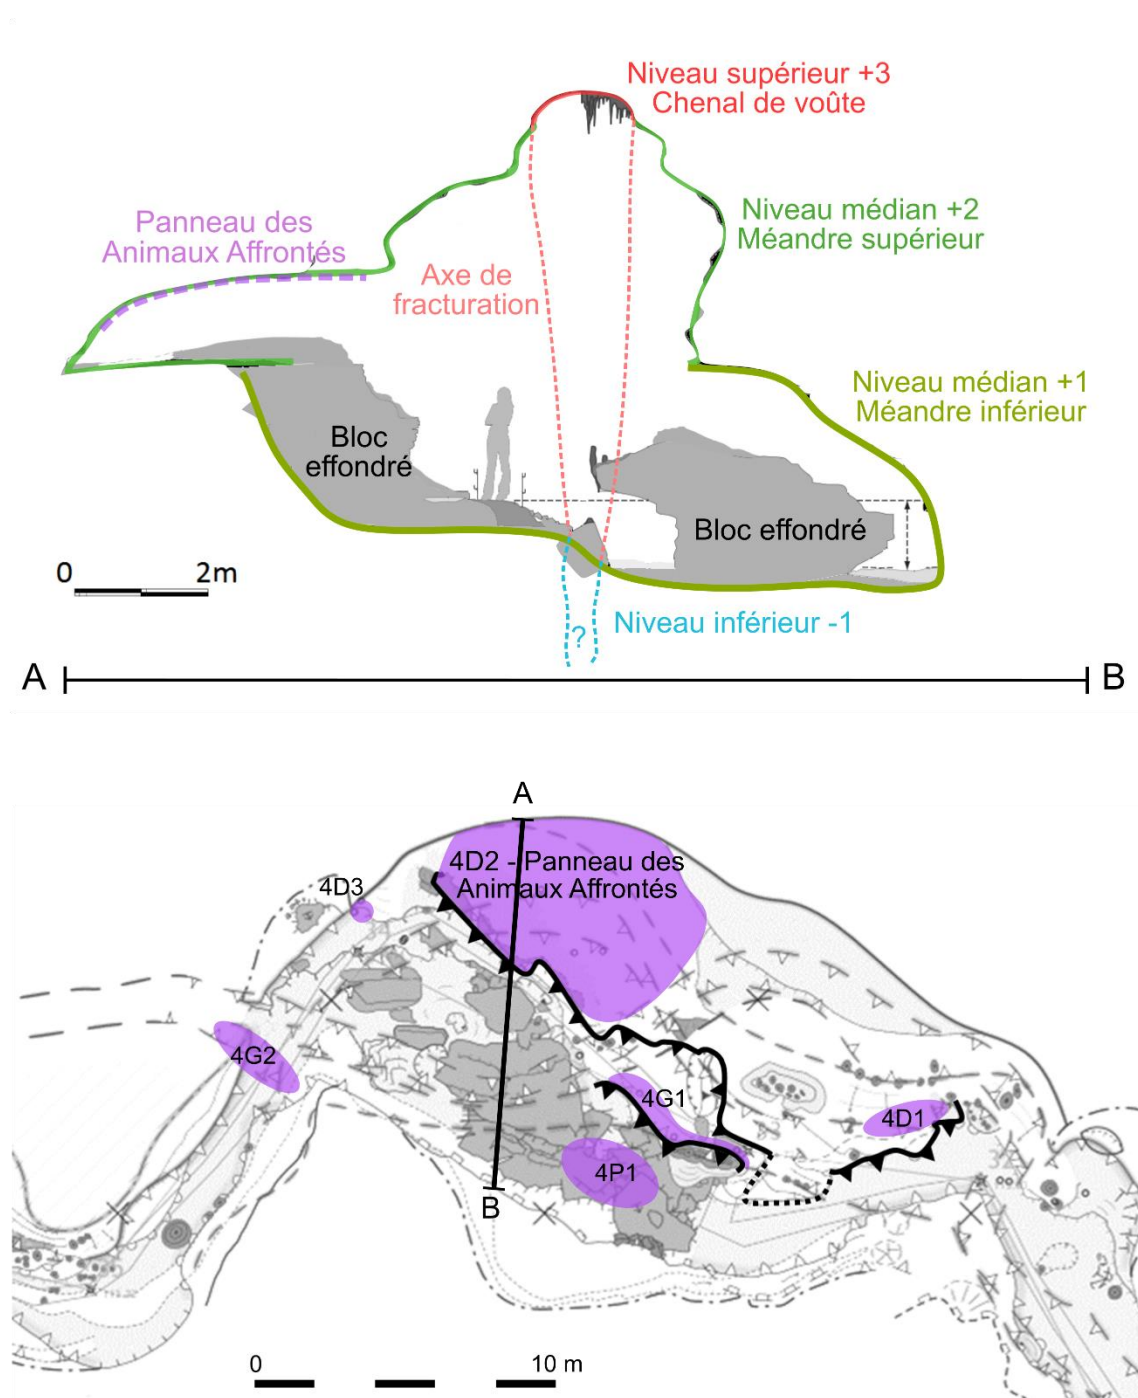 Niveau supérieur +3
Chenal de voûte
Panneau des
Animaux Affrontés
Niveau médian +2
Méandre supérieur
Axe de
fracturation
Niveau médian +1
Méandre inférieur
Bloc
effondré
Bloc effondré
0 2m
?
Niveau inférieur -1
A B
A
4D2 - Panneau des
Animaux Affrontés
4D3
4G2
4G1
4D1
4P1
B
0 10 m